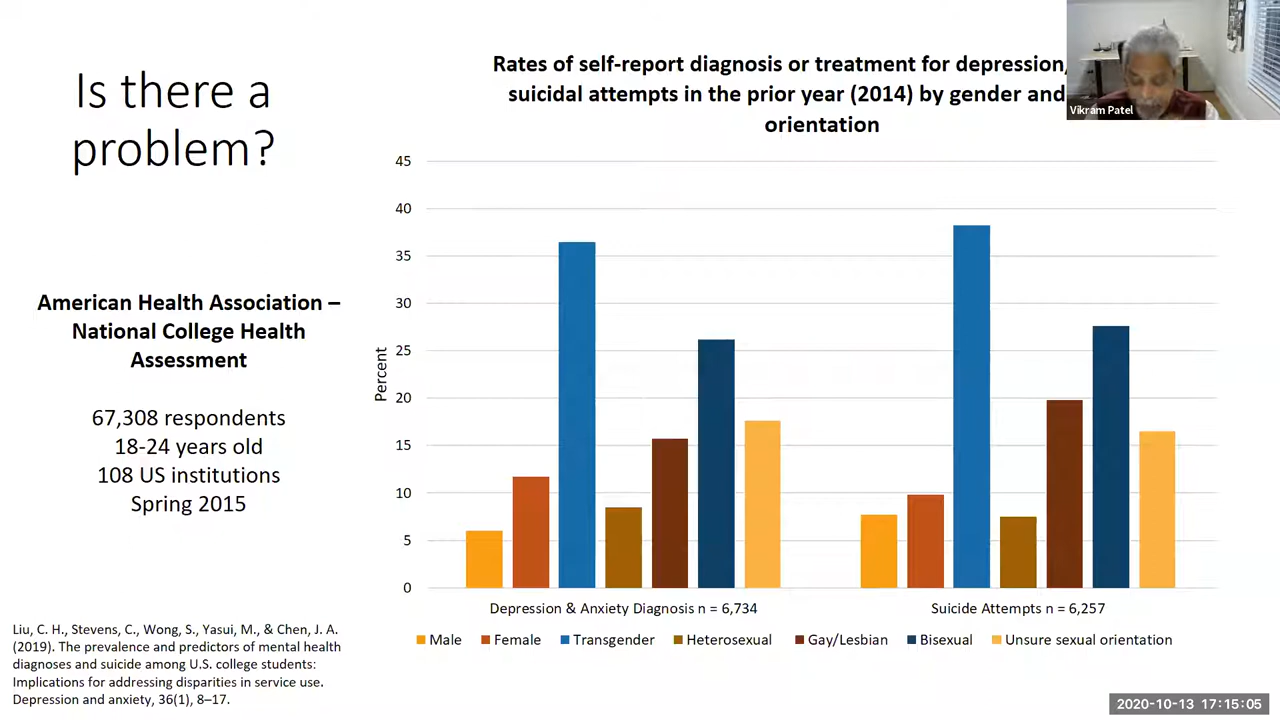 Is there a
problem?
American Health Association –
National College Health
Assessment
67,308 respondents
18-24 years old
108 US institutions
Spring 2015
Liu, C. H., Stevens, C., Wong, S., Yasui, M., & Chen, J. A.
(2019). The prevalence and predictors of mental health
diagnoses and suicide among U.S. college students:
Implications for addressing disparities in service use.
Depression and anxiety, 36(1), 8–17.
Rates of self-report diagnosis or treatment for depression,
suicidal attempts in the prior year (2014) by gender and
orientation
Vikram Patel
45
40
35
30
25
20
15
10
5
0
Percent
Depression & Anxiety Diagnosis n = 6,734
Suicide Attempts n = 6,257
Male Female Transgender Heterosexual Gay/Lesbian Bisexual Unsure sexual orientation
2020-10-13 17:15:05